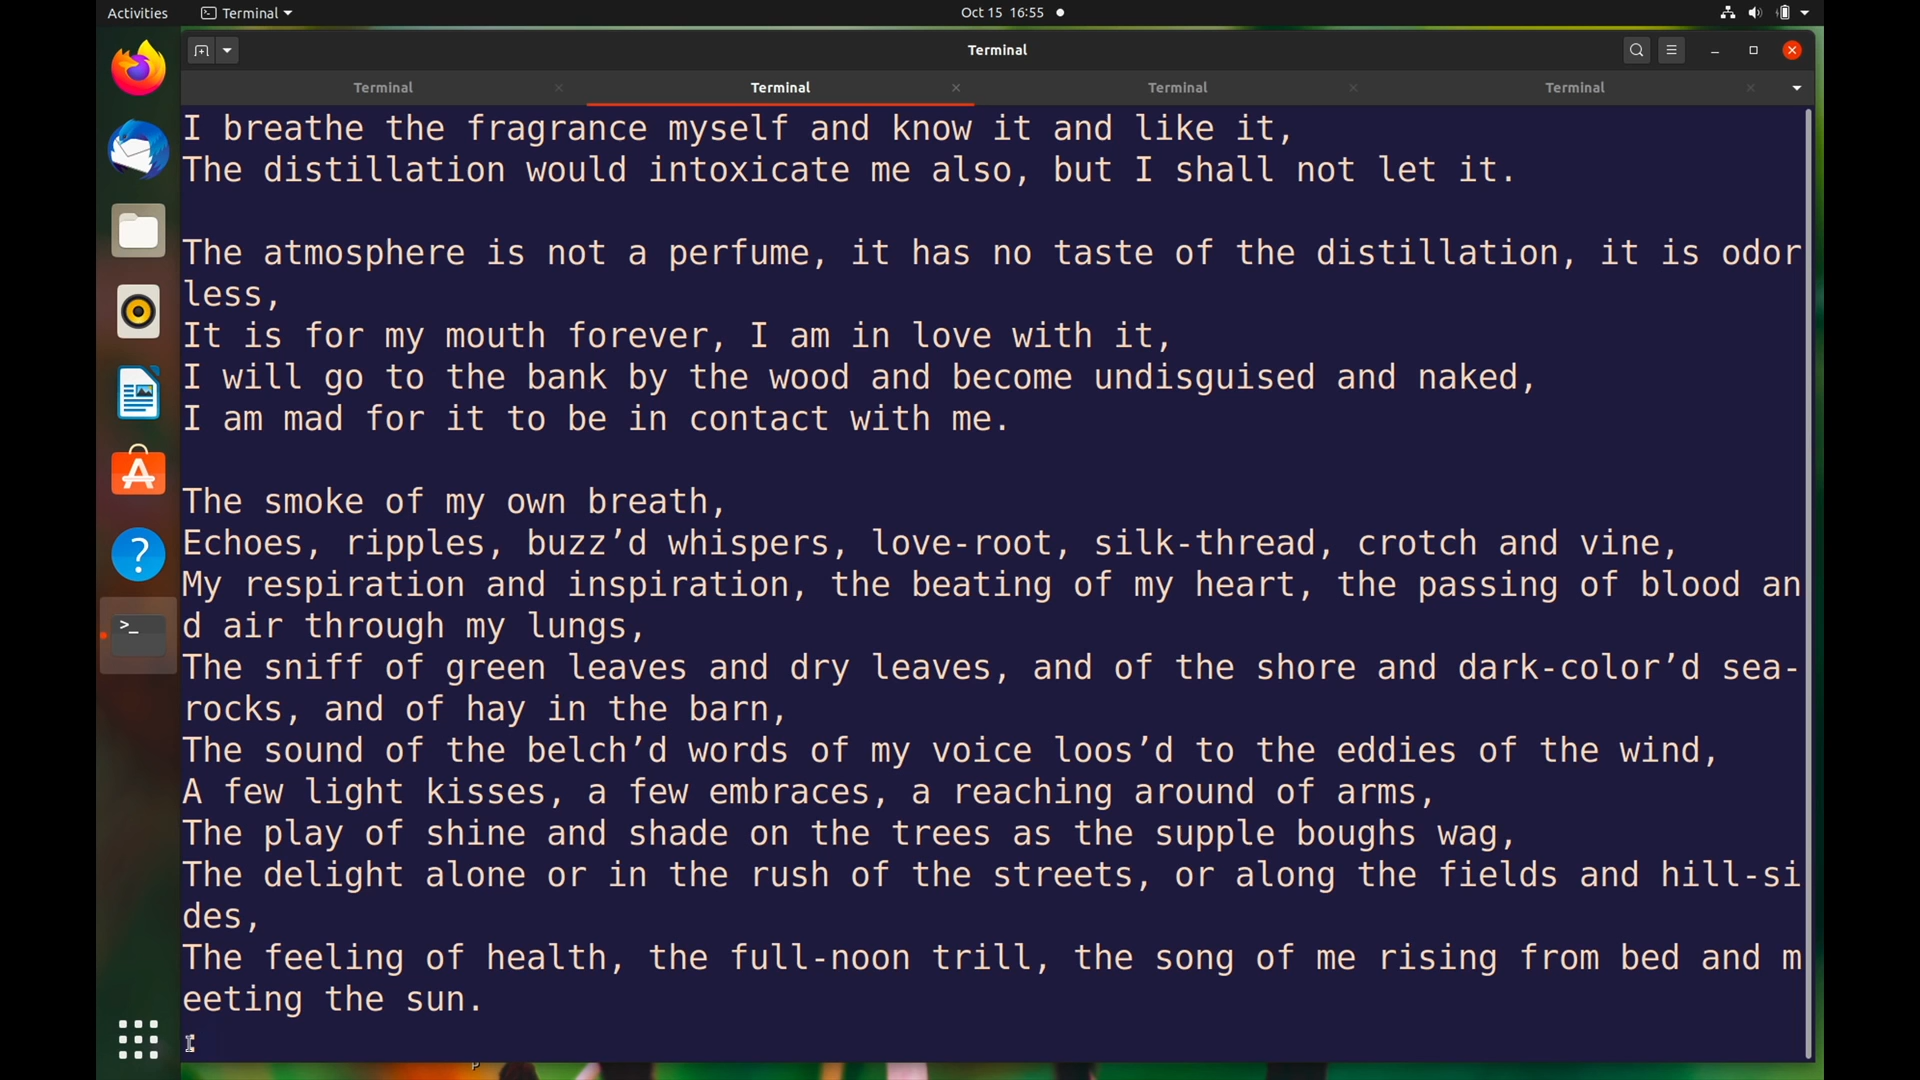 Activities
Terminal
Oct 15 16:55
Terminal
Terminal
Terminal
Terminal
Terminal
I breathe the fragrance myself and know it and like it,
The distillation would intoxicate me also, but I shall not let it.
The atmosphere is not a perfume, it has no taste of the distillation, it is odor
less,
It is for my mouth forever, I am in love with it,
I will go to the bank by the wood and become undisguised and naked,
I am mad for it to be in contact with me.
The smoke of my own breath,
Echoes, ripples, buzz’d whispers, love-root, silk-thread, crotch and vine,
My respiration and inspiration, the beating of my heart, the passing of blood an
d air through my lungs,
The sniff of green leaves and dry leaves, and of the shore and dark-color’d sea-
rocks, and of hay in the barn,
The sound of the belch’d words of my voice loos’d to the eddies of the wind,
A few light kisses, a few embraces, a reaching around of arms,
The play of shine and shade on the trees as the supple boughs wag,
The delight alone or in the rush of the streets, or along the fields and hill-si
des,
The feeling of health, the full-noon trill, the song of me rising from bed and m
eeting the sun.